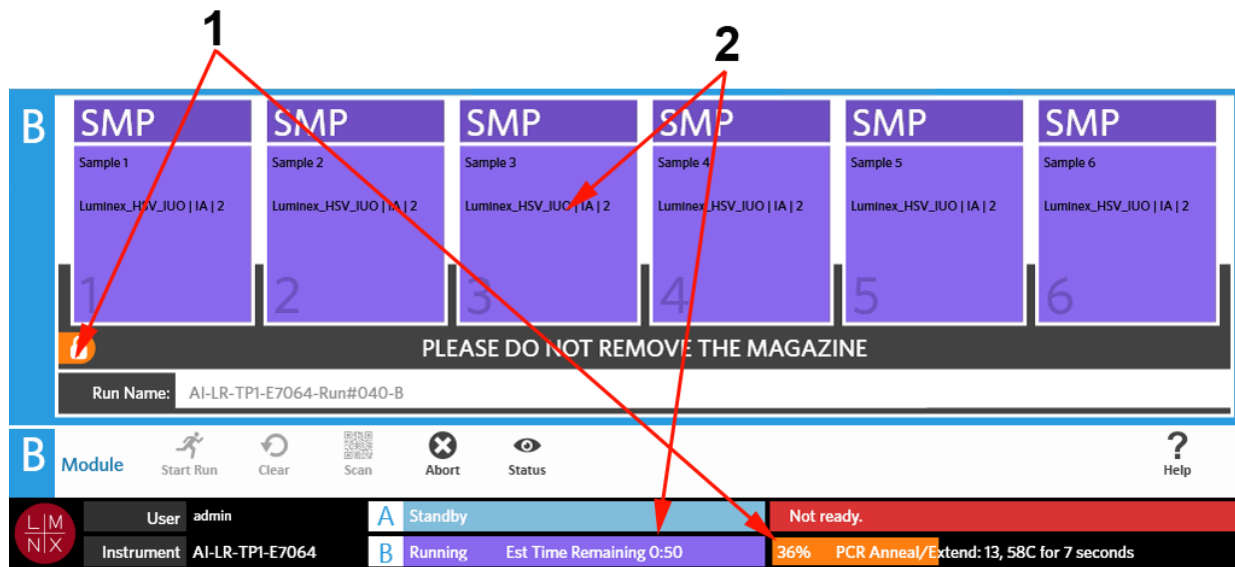 1 2
B SMP SMP SMP SMP SMP SMP
Sample 1 Sample 2 Sample 3 Sample 4 Sample 5 Sample 6
Luminex_HSV_IUO | IA | 2 Luminex_HSV_IUO | IA | 2 Luminex_HSV_IUO | IA | 2 Luminex_HSV_IUO | IA | 2 Luminex_HSV_IUO | IA | 2 Luminex_HSV_IUO | IA | 2
1 2 3 4 5 6
PLEASE DO NOT REMOVE THE MAGAZINE
Run Name: AI-LR-TP1-E7064-Run#040-B
B Module Start Run Clear Scan Abort Status ? Help
LM
NIX
User admin A Standby Not ready.
Instrument AI-LR-TP1-E7064 B Running Est Time Remaining 0:50 36% PCR Anneal/Extend: 13, 58C for 7 seconds